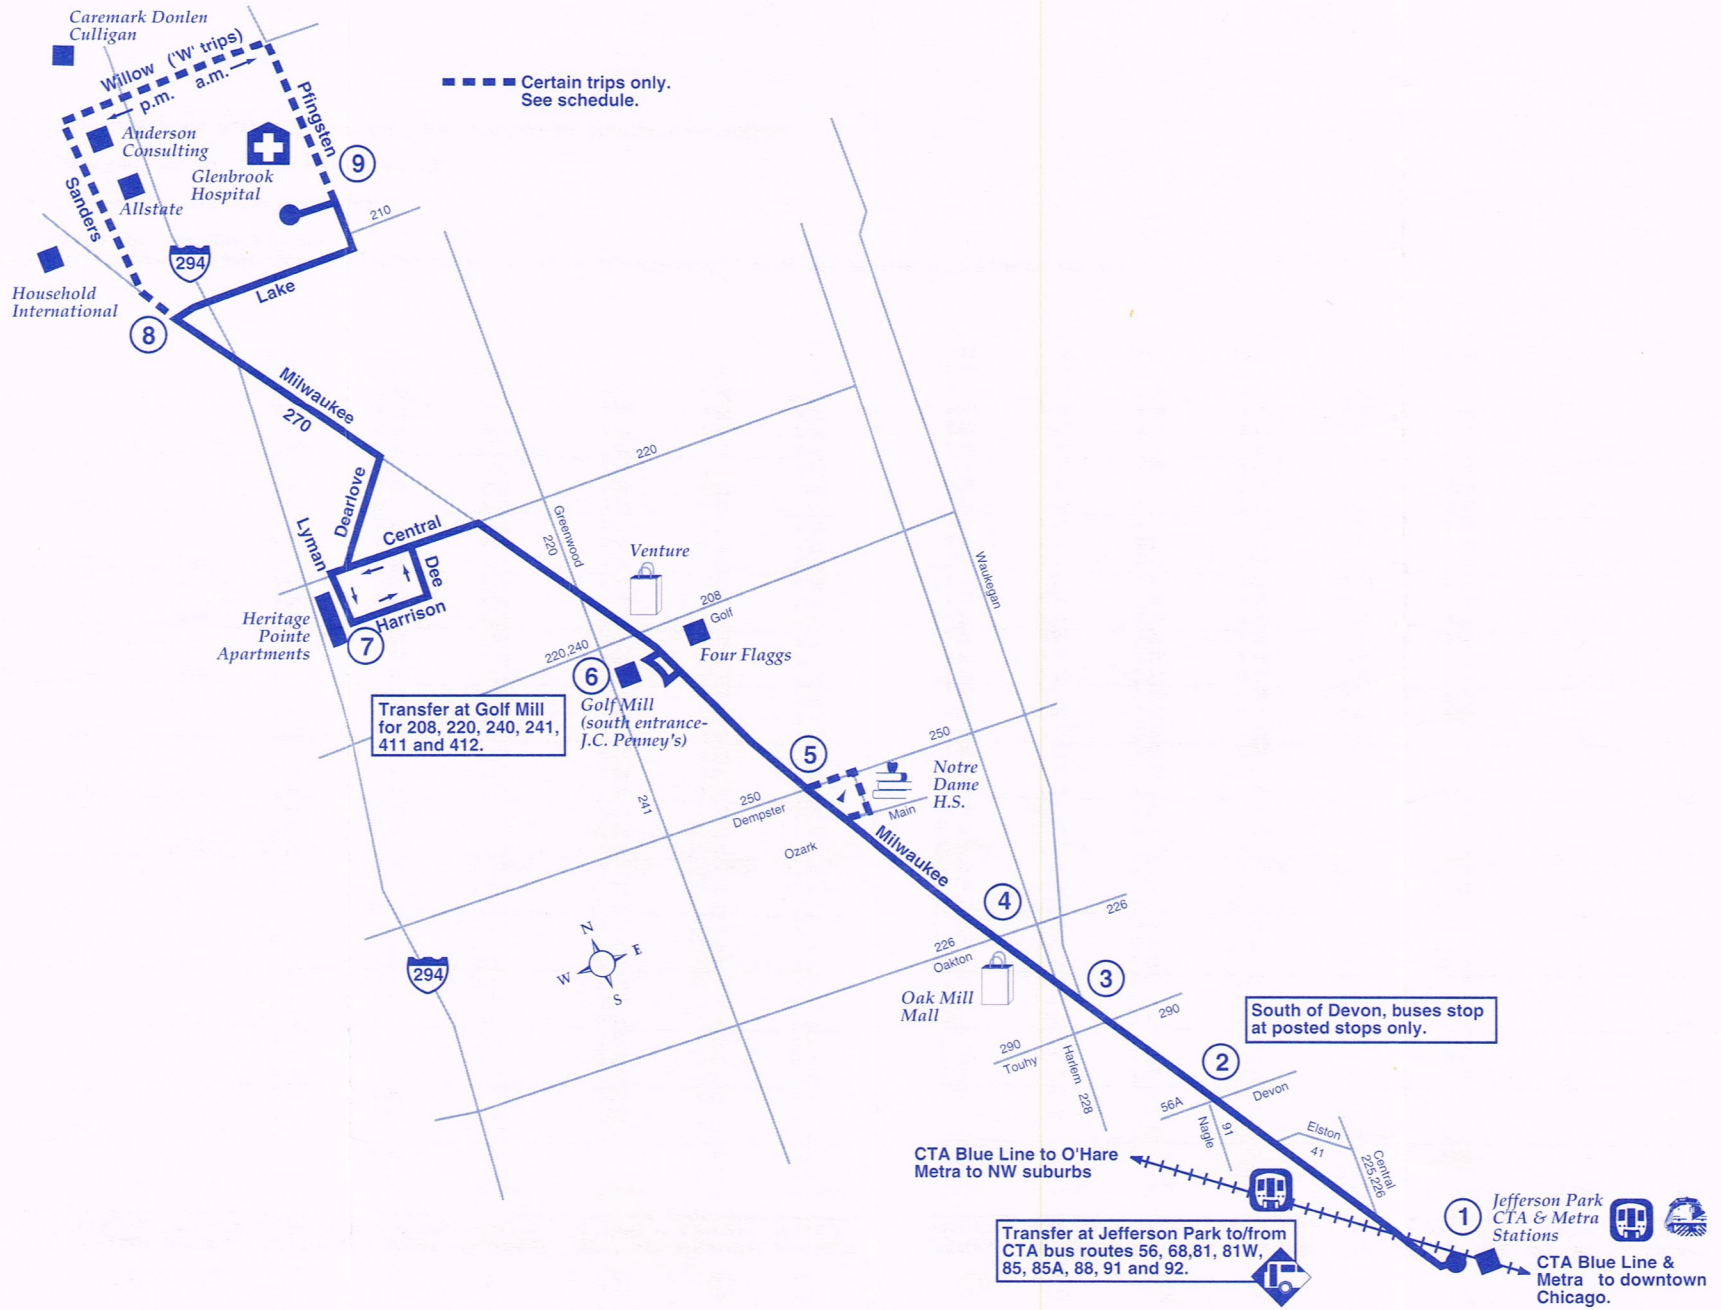 Caremark Donlen
Culligan
Willow ('W' trips)
a.m.
p.m.
Pfingsten
Certain trips only.
See schedule.
Anderson
Consulting
Glenbrook
Hospital
9
Sanders
Allstate
210
294
Household
International
Lake
8
Milwaukee
270
220
Dearlove
Central
Lyman
Dee
Harrison
Greenwood
220
Venture
Waukegan
208
Golf
Heritage
Pointe
Apartments
7
220,240
Four Flaggs
6
Transfer at Golf Mill
for 208, 220, 240, 241,
411 and 412.
Golf Mill
(south entrance-
J.C. Penney's)
5
250
Notre
Dame
H.S.
250
Dempster
241
Main
Ozark
Milwaukee
4
226
226
Oakton
N
E
W
S
294
Oak Mill
Mall
3
290
290
Touhy
Harlem 228
South of Devon, buses stop
at posted stops only.
2
56A
Devon
Nagle
91
Elston
41
Central
225,226
CTA Blue Line to O'Hare
Metra to NW suburbs
1
Jefferson Park
CTA & Metra
Stations
Transfer at Jefferson Park to/from
CTA bus routes 56, 68,81, 81W,
85, 85A, 88, 91 and 92.
CTA Blue Line &
Metra to downtown
Chicago.